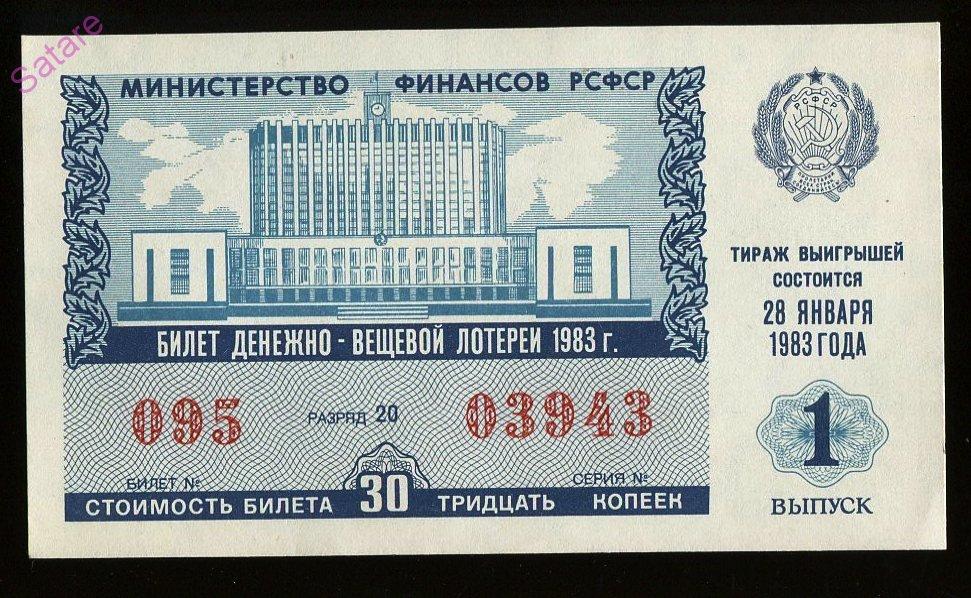 Satare
МИНИСТЕРСТВО ФИНАНСОВ РСФСР
РСФСР
ТИРАЖ ВЫИГРЫШЕЙ
СОСТОИТСЯ
28 ЯНВАРЯ
1983 ГОДА
БИЛЕТ ДЕНЕЖНО - ВЕЩЕВОЙ ЛОТЕРЕИ 1983 г.
095 РАЗРЯД 20 03943
БИЛЕТ № СЕРИЯ №
СТОИМОСТЬ БИЛЕТА 30 ТРИДЦАТЬ КОПЕЕК
1
ВЫПУСК